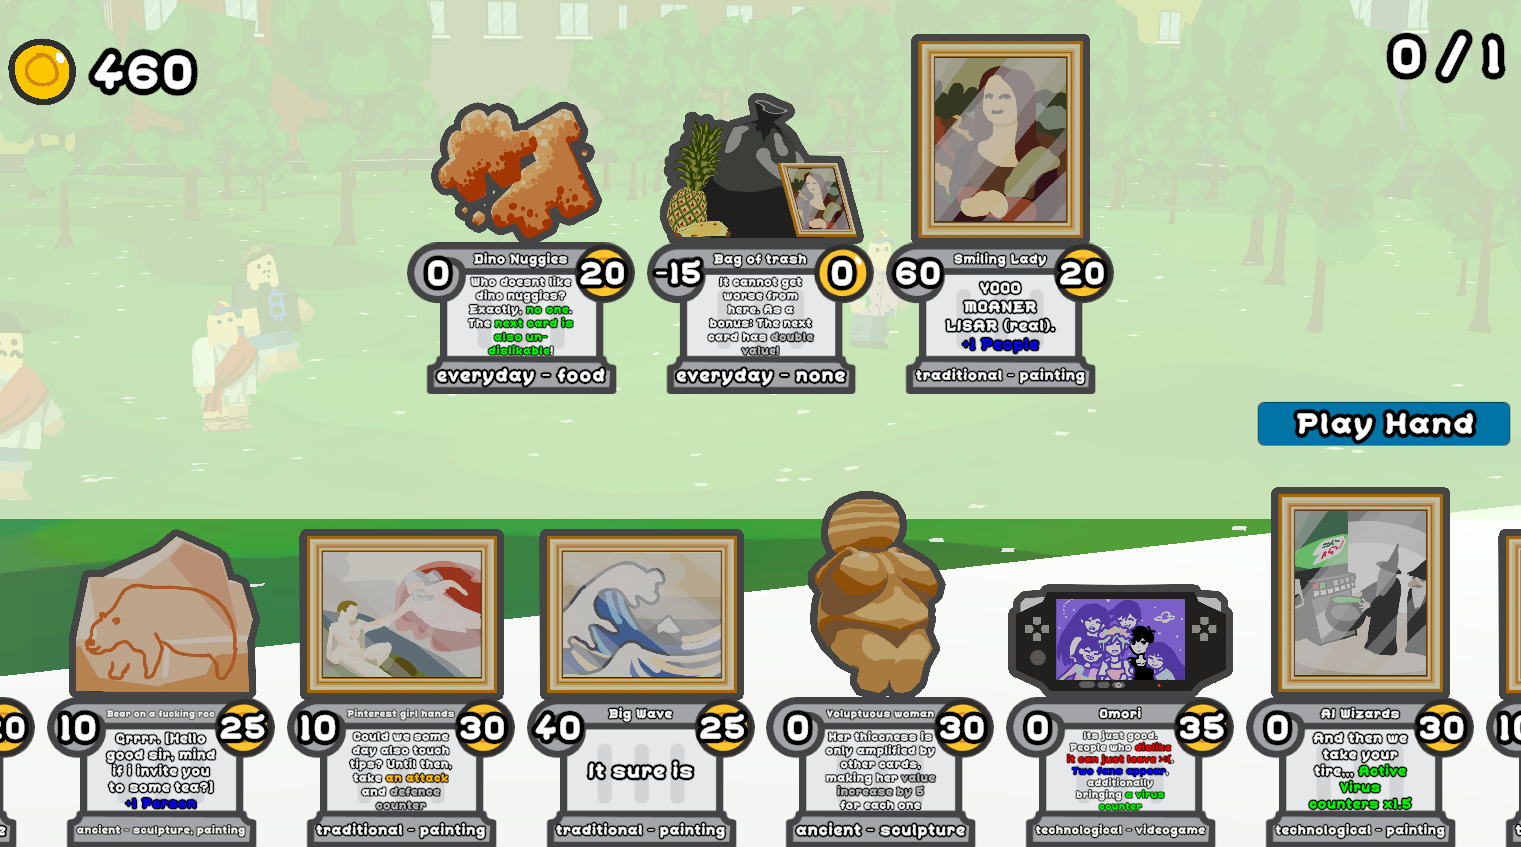 460
0 / 1
0
Dino Nuggies
20
Who doesnt like
dino nuggies?
Exactly, no one.
The next card is
also un-
dislikable!
everyday - food
-15
Bag of trash
0
It cannot get
worse from
here. As a
bonus: The next
card has double
value!
everyday - none
60
Smiling Lady
20
YOOO
MOANER
LISAR (real).
+1 People
traditional - painting
Play Hand
10
Bear on a fucking roc
25
Grrrr. [Hello
good sir, mind
if i invite you
to some tea?]
+1 Person
ancient - sculpture, painting
10
Pinterest girl hands
30
Could we some
day also touch
tips? Until then,
take an attack
and defence
counter
traditional - painting
40
Big Wave
25
It sure is
traditional - painting
0
Voluptuous woman
30
Her thicness is
only amplified by
other cards,
making her value
increase by 5
for each one
ancient - sculpture
0
Omori
35
Its just good.
People who dislike
it can just leave >:(.
Two fans appear,
additionally
bringing a virus
counter
technological - videogame
0
AI Wizards
30
And then we
take your
tire... Active
Virus
counters x1.5
technological - painting